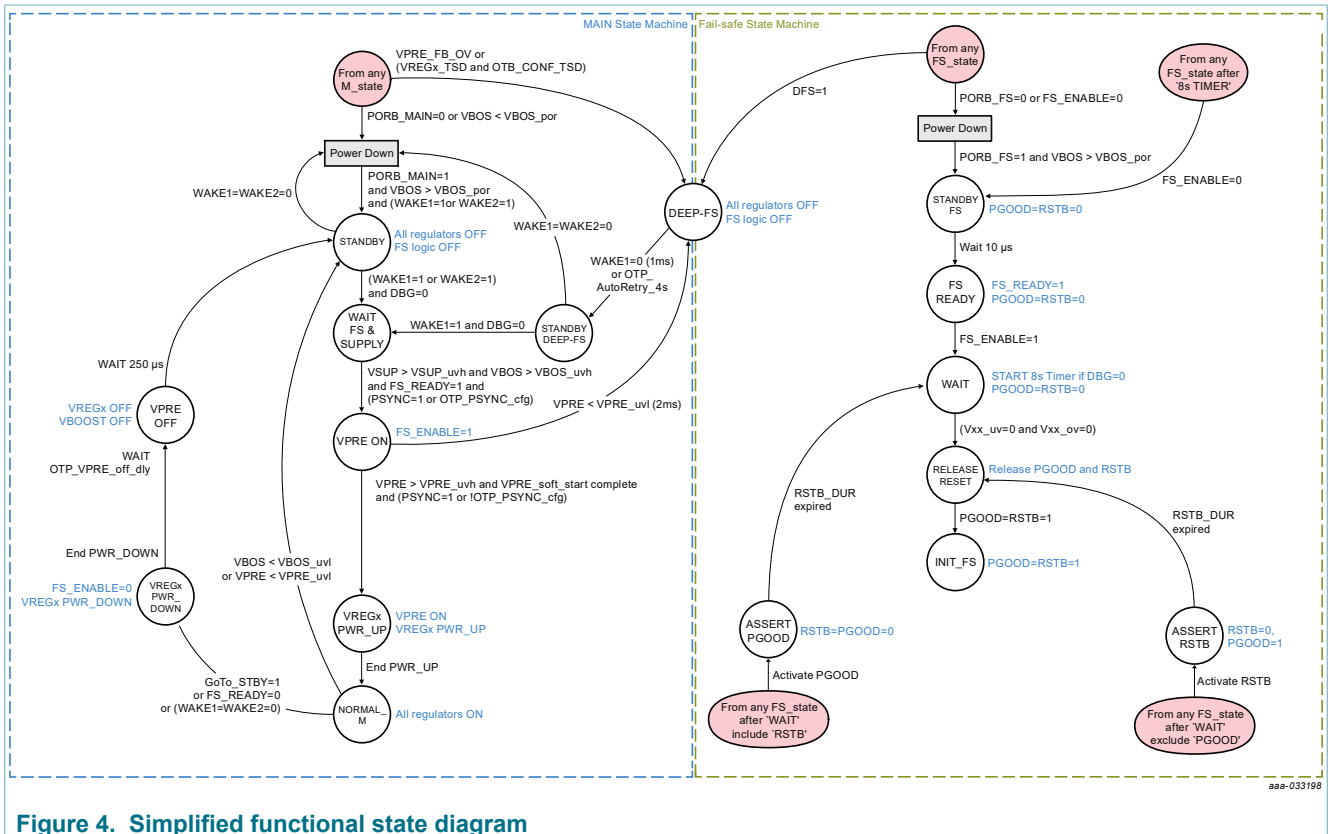 MAIN State Machine
Fail-safe State Machine
From any
M_state
VPRE_FB_OV or
(VREGx_TSD and OTB_CONF_TSD)
PORB_MAIN=0 or VBOS < VBOS_por
Power Down
WAKE1=WAKE2=0
PORB_MAIN=1
and VBOS > VBOS_por
and (WAKE1=1or WAKE2=1)
STANDBY
All regulators OFF
FS logic OFF
(WAKE1=1 or WAKE2=1)
and DBG=0
WAIT
FS &
SUPPLY
WAKE1=1 and DBG=0
STANDBY
DEEP-FS
WAKE1=WAKE2=0
WAKE1=0 (1ms)
or OTP_
AutoRetry_4s
DEEP-FS
All regulators OFF
FS logic OFF
VSUP > VSUP_uvh and VBOS > VBOS_uvh
and FS_READY=1 and
(PSYNC=1 or OTP_PSYNC_cfg)
VPRE < VPRE_uvl (2ms)
VPRE ON
FS_ENABLE=1
VPRE > VPRE_uvh and VPRE_soft_start complete
and (PSYNC=1 or !OTP_PSYNC_cfg)
VREGx
PWR_UP
VPRE ON
VREGx PWR_UP
End PWR_UP
NORMAL_
M
All regulators ON
VBOS < VBOS_uvl
or VPRE < VPRE_uvl
GoTo_STBY=1
or FS_READY=0
or (WAKE1=WAKE2=0)
VREGx
PWR_
DOWN
FS_ENABLE=0
VREGx PWR_DOWN
End PWR_DOWN
WAIT
OTP_VPRE_off_dly
VPRE
OFF
VREGx OFF
VBOOST OFF
WAIT 250 µs
From any
FS_state
DFS=1
PORB_FS=0 or FS_ENABLE=0
Power Down
PORB_FS=1 and VBOS > VBOS_por
From any
FS_state after
`8s TIMER'
FS_ENABLE=0
STANDBY
FS
PGOOD=RSTB=0
Wait 10 µs
FS
READY
FS_READY=1
PGOOD=RSTB=0
FS_ENABLE=1
WAIT
START 8s Timer if DBG=0
PGOOD=RSTB=0
(Vxx_uv=0 and Vxx_ov=0)
RELEASE
RESET
Release PGOOD and RSTB
PGOOD=RSTB=1
INIT_FS
PGOOD=RSTB=1
RSTB_DUR
expired
ASSERT
PGOOD
RSTB=PGOOD=0
Activate PGOOD
From any FS_state
after `WAIT'
include `RSTB'
RSTB_DUR
expired
ASSERT
RSTB
RSTB=0,
PGOOD=1
Activate RSTB
From any FS_state
after `WAIT'
exclude `PGOOD'
aaa-033198
Figure 4. Simplified functional state diagram